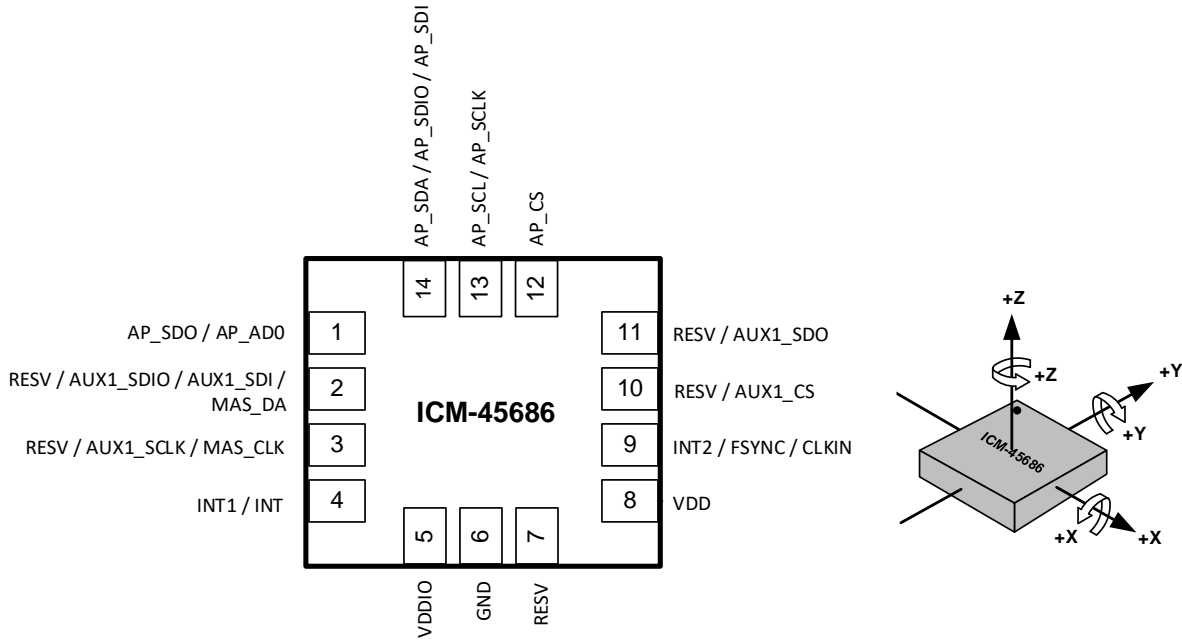 AP_SDA / AP_SDIO / AP_SDI
AP_SCL / AP_SCLK
AP_CS
14
13
12
AP_SDO / AP_AD0
1
RESV / AUX1_SDIO / AUX1_SDI /
MAS_DA
2
RESV / AUX1_SCLK / MAS_CLK
3
INT1 / INT
4
ICM-45686
11
RESV / AUX1_SDO
10
RESV / AUX1_CS
9
INT2 / FSYNC / CLKIN
8
VDD
5
6
7
VDDIO
GND
RESV
+Z
+Z
+Y
+Y
ICM-45686
+X
+X